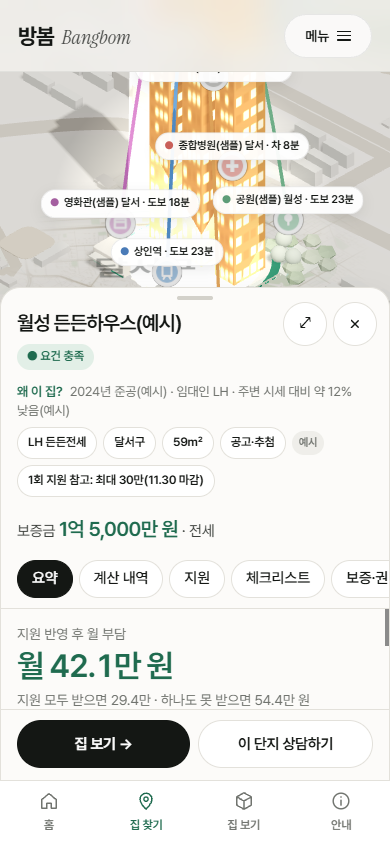 방봄 Bangbom
메뉴
종합병원(샘플) 달서 · 차 8분
영화관(샘플) 달서 · 도보 18분
공원(샘플) 월성 · 도보 23분
상인역 · 도보 23분
월성 든든하우스(예시)
요건 충족
왜 이 집? 2024년 준공(예시) · 임대인 LH · 주변 시세 대비 약 12%
낮음(예시)
LH 든든전세 달서구 59m² 공고·추첨 예시
1회 지원 참고: 최대 30만(11.30 마감)
보증금 1억 5,000만 원 · 전세
요약 계산 내역 지원 체크리스트 보증·권
지원 반영 후 월 부담
월 42.1만 원
지원 모두 받으면 29.4만 · 하나도 못 받으면 54.4만 원
집 보기 →
이 단지 상담하기
홈 집 찾기 집 보기 안내